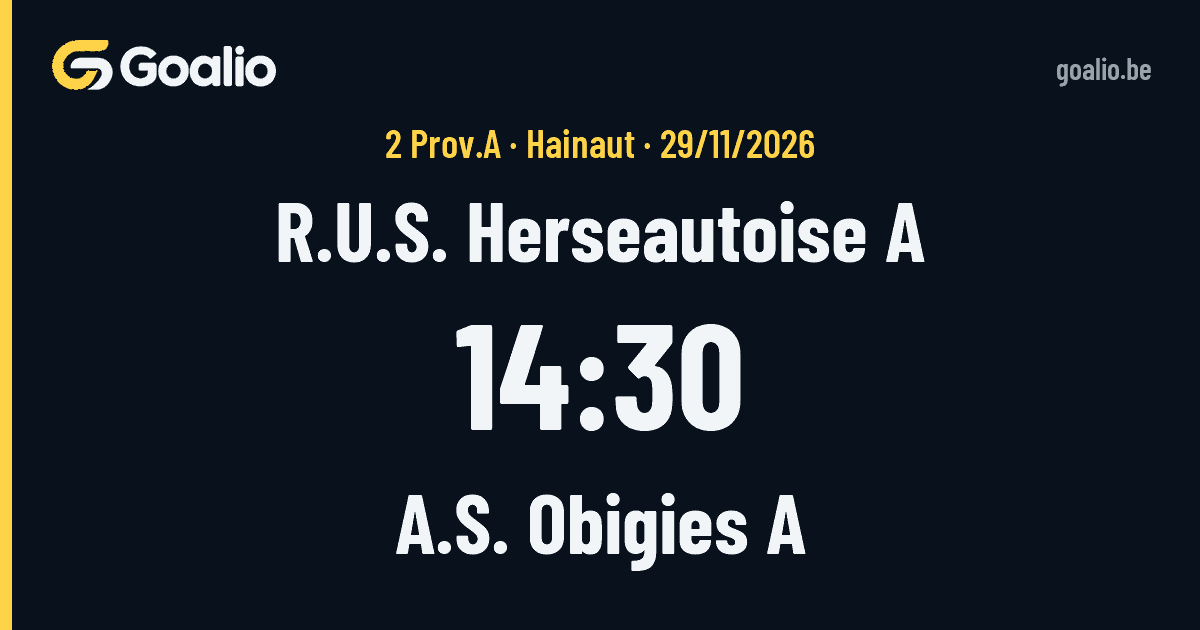 Goalio
goalio.be
2 Prov.A · Hainaut · 29/11/2026
R.U.S. Herseautoise A
14:30
A.S. Obigies A